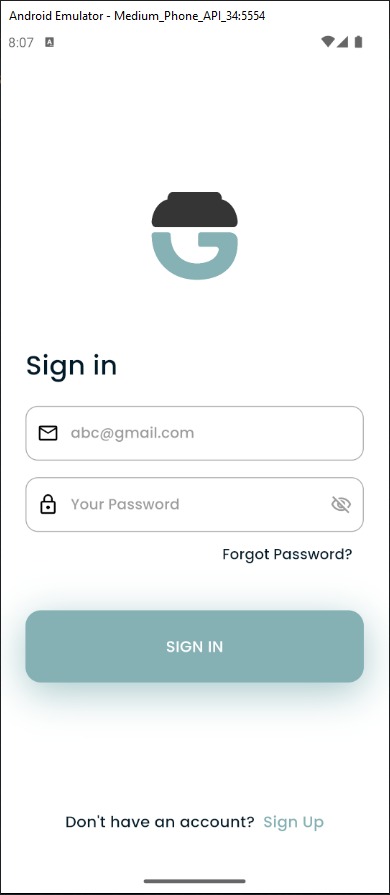 Android Emulator - Medium_Phone_API_34:5554
8:07 A
G
Sign in
abc@gmail.com
Your Password
Forgot Password?
SIGN IN
Don't have an account? Sign Up